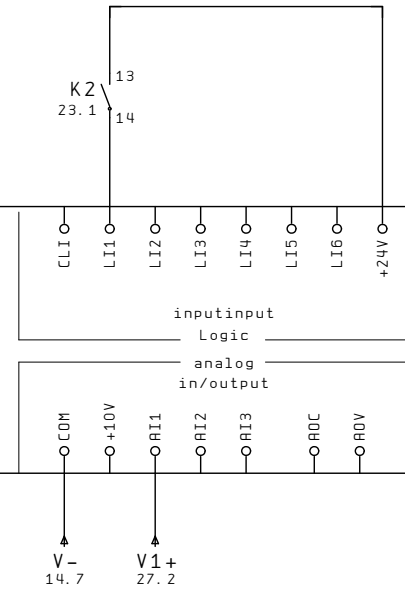 13
K2
23.1
14
CLI
LI1
LI2
LI3
LI4
LI5
LI6
+24V
inputinput
Logic
analog
in/output
COM
+10V
AI1
AI2
AI3
AOC
AOV
V- V1+
14.7 27.2